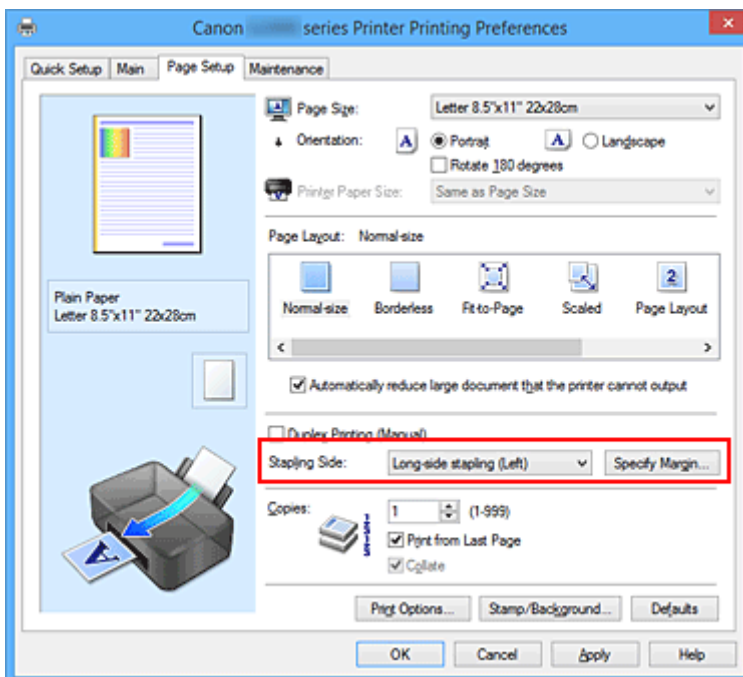 Canon series Printer Printing Preferences
Quick Setup Main Page Setup Maintenance
Page Size: Letter 8.5"x11" 22x28cm
Orientation: A Portrait A Landscape
Rotate 180 degrees
Printer Paper Size: Same as Page Size
Page Layout: Normal-size
Plain Paper
Letter 8.5"x11" 22x28cm
2
Normal-size Borderless Fit-to-Page Scaled Page Layout
Automatically reduce large document that the printer cannot output
Duplex Printing (Manual)
Stapling Side: Long-side stapling (Left) Specify Margin...
Copies: 1 (1-999)
Print from Last Page
Collate
A
Print Options... Stamp/Background... Defaults
OK Cancel Apply Help